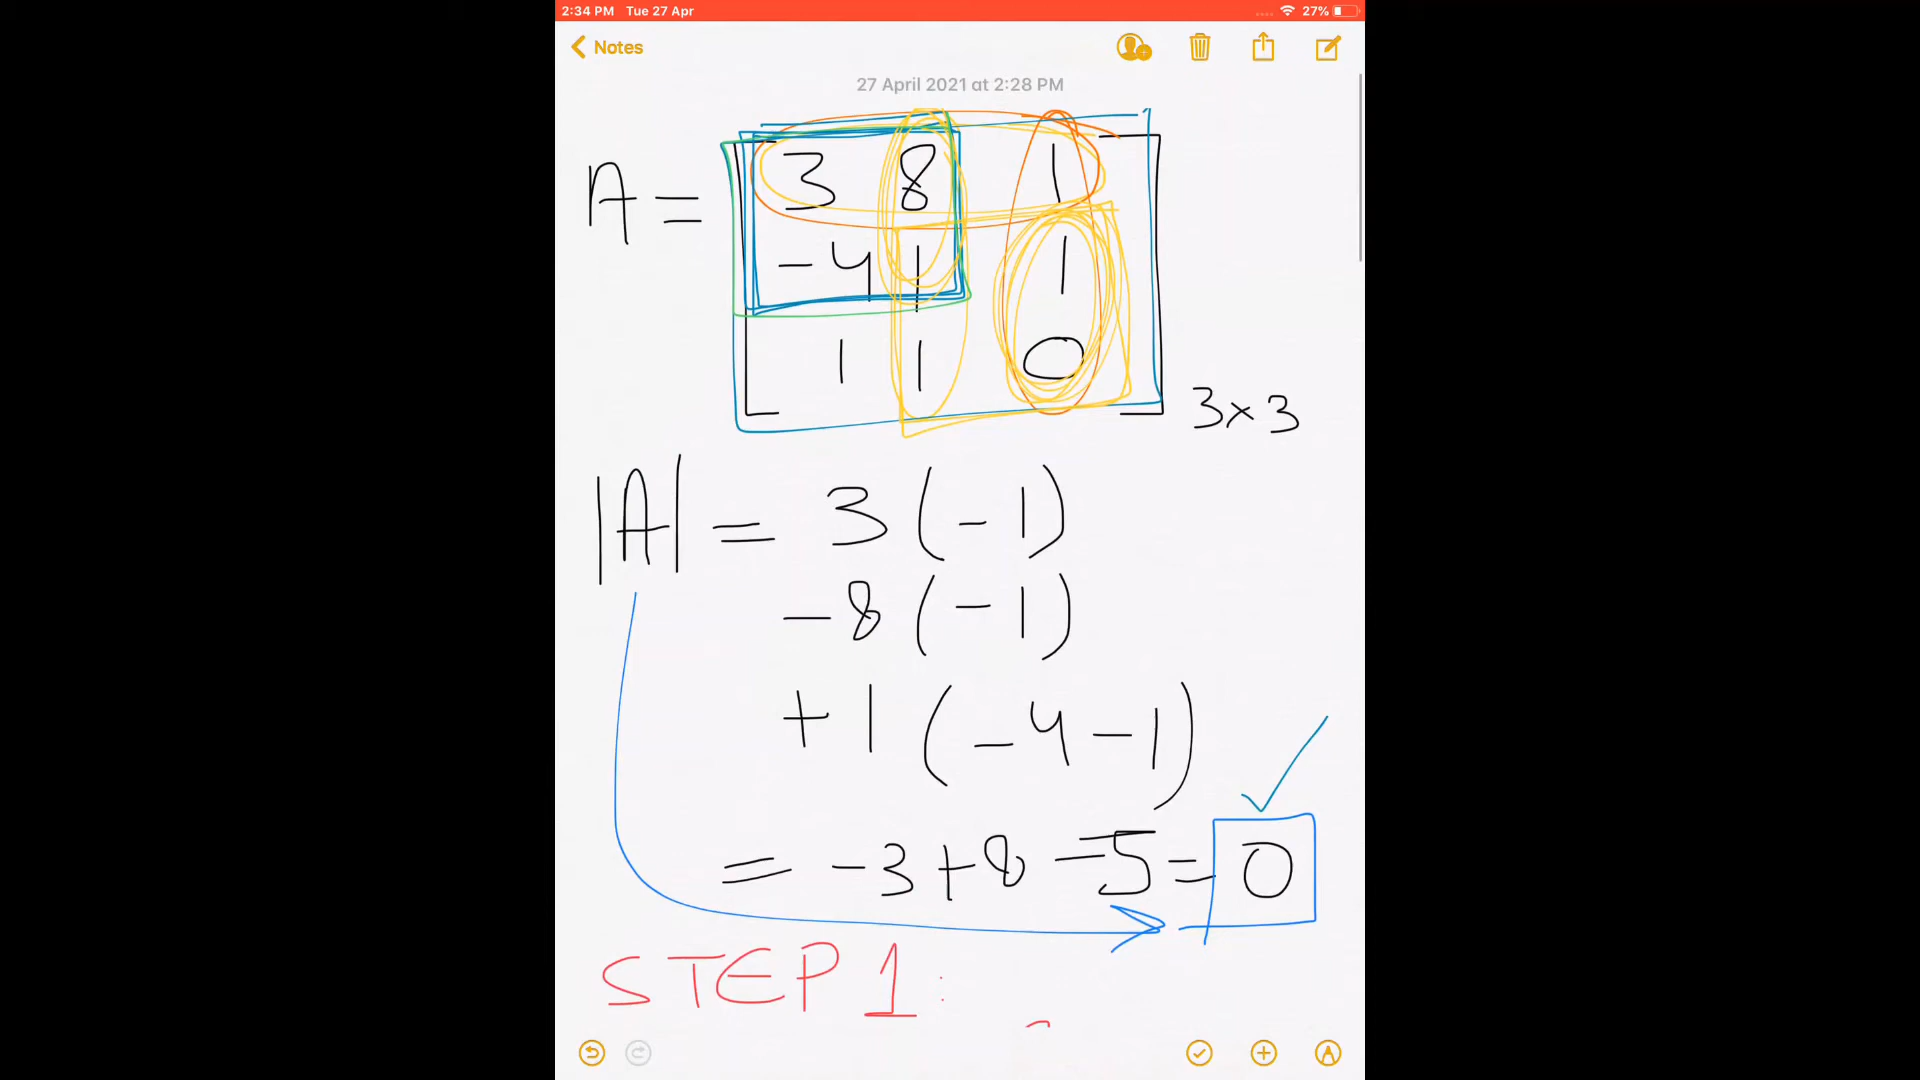 2:34 PM Tue 27 Apr 27%
Notes
27 April 2021 at 2:28 PM
3 8 1
A = -4 1 1
1 1 0
3×3
|A| = 3 (-1)
-8 (-1)
+1 (-4-1)
= -3+8-5= 0
STEP 1: